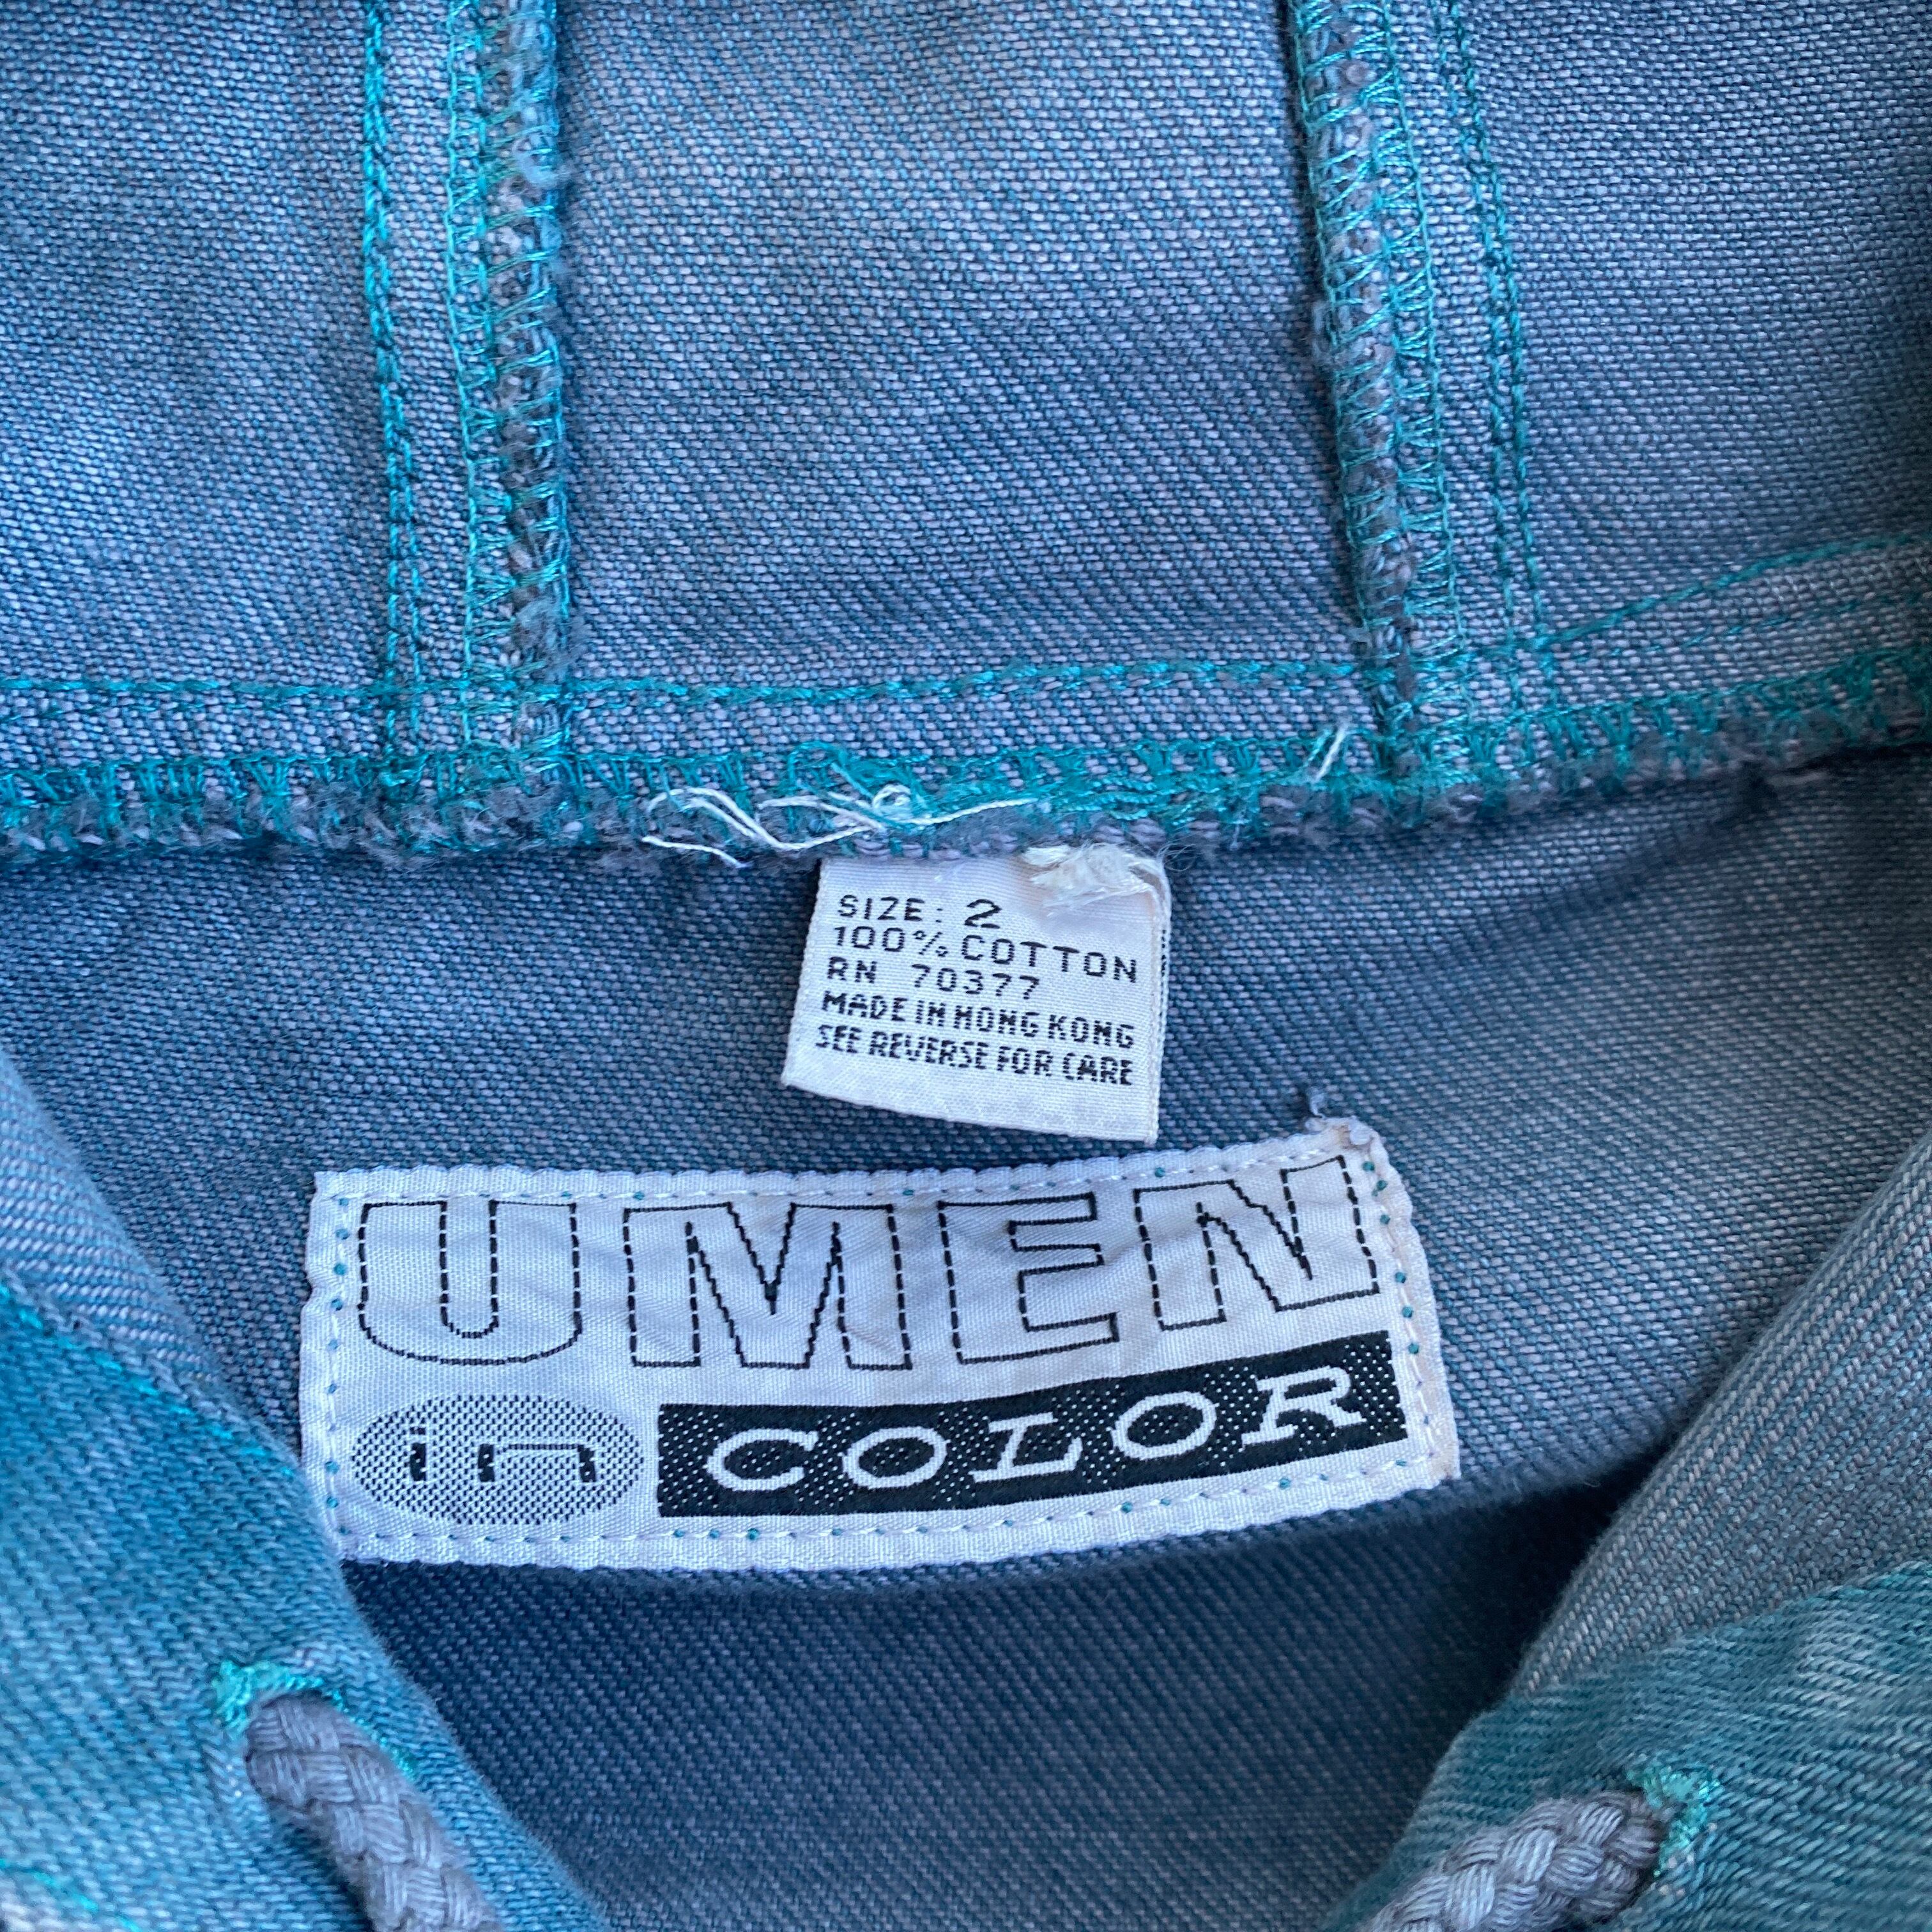 SIZE: 2
100% COTTON
RN 70377
MADE IN HONG KONG
SEE REVERSE FOR CARE
UMEN
in COLOR